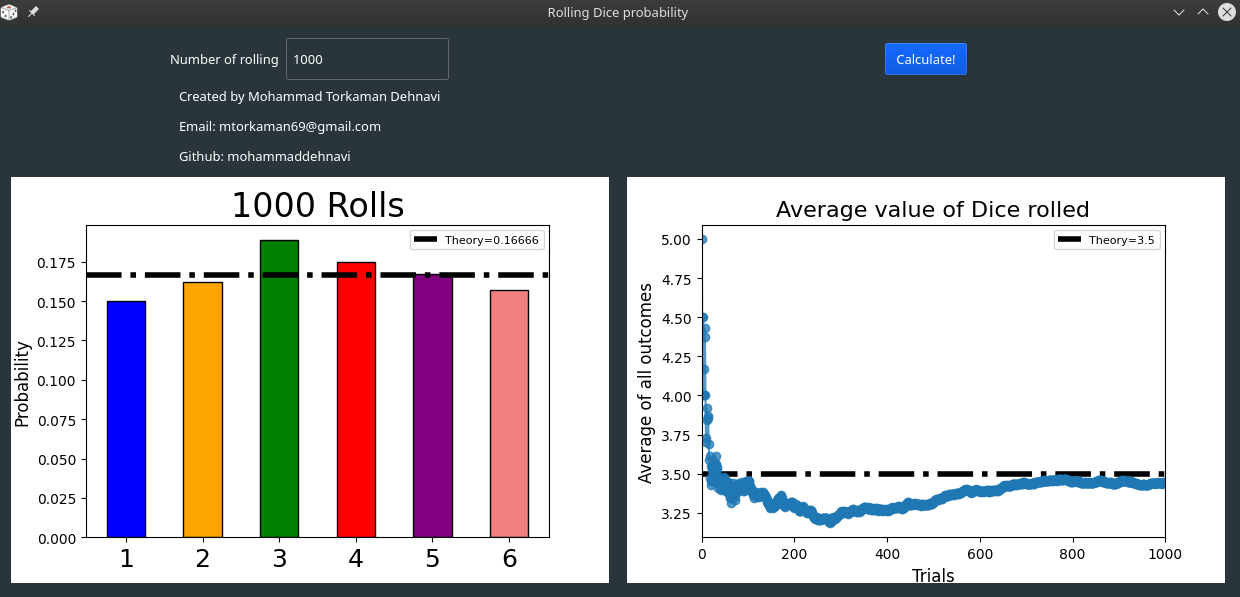 Rolling Dice probability
Number of rolling 1000 Calculate!
Created by Mohammad Torkaman Dehnavi
Email: mtorkaman69@gmail.com
Github: mohammaddehnavi
1000 Rolls
Theory=0.16666
Probability
0.175
0.150
0.125
0.100
0.075
0.050
0.025
0.000
1 2 3 4 5 6
Average value of Dice rolled
Theory=3.5
Average of all outcomes
5.00
4.75
4.50
4.25
4.00
3.75
3.50
3.25
0 200 400 600 800 1000
Trials